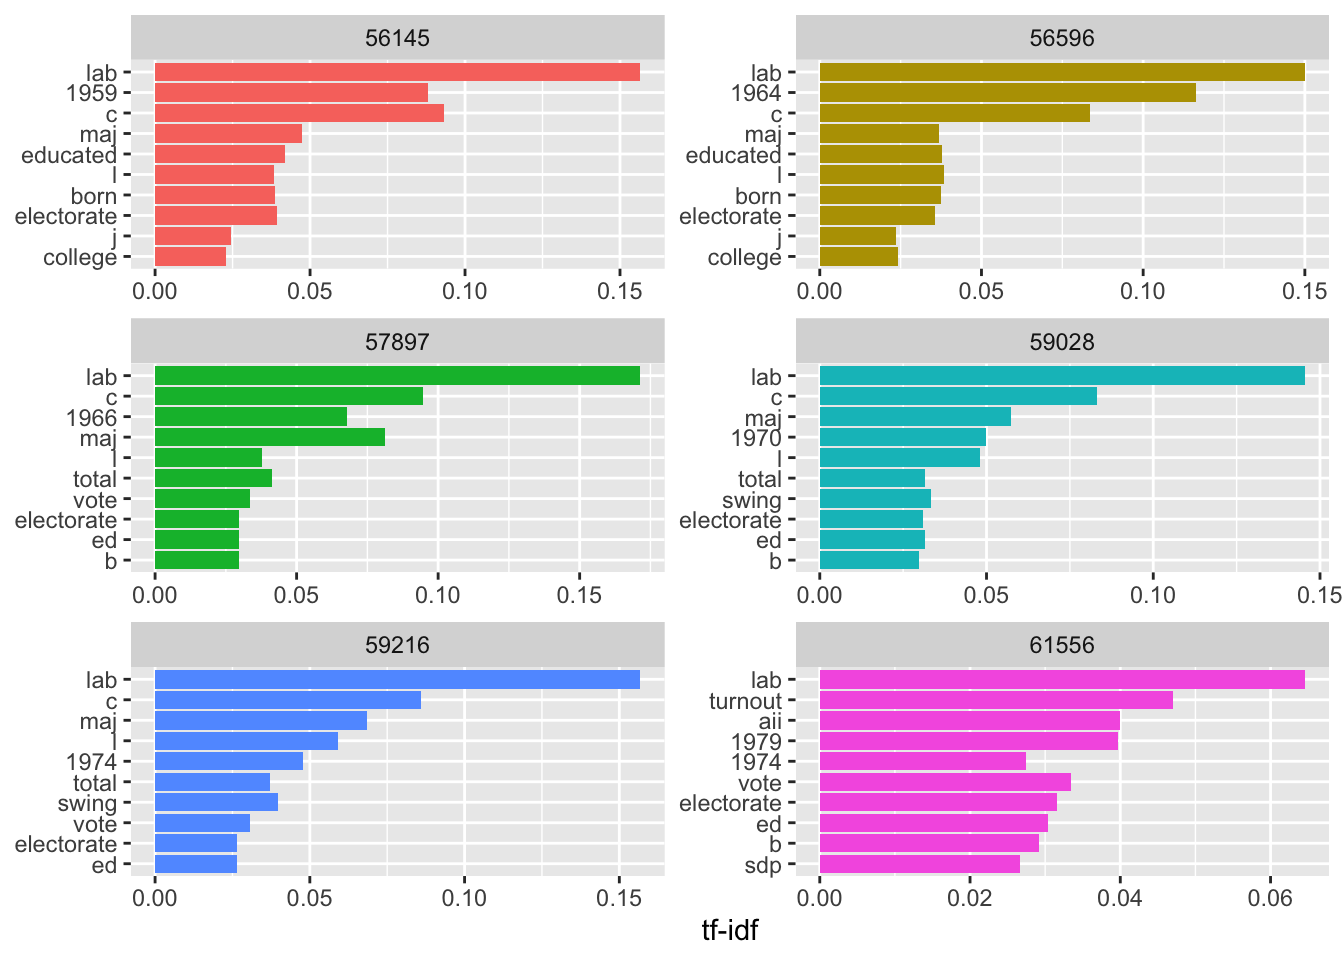 56145
lab
1959
c
maj
educated
l
born
electorate
j
college
0.00 0.05 0.10 0.15
56596
lab
1964
c
maj
educated
l
born
electorate
j
college
0.00 0.05 0.10 0.15
57897
lab
c
1966
maj
l
total
vote
electorate
ed
b
0.00 0.05 0.10 0.15
59028
lab
c
maj
1970
l
total
swing
electorate
ed
b
0.00 0.05 0.10 0.15
59216
lab
c
maj
l
1974
total
swing
vote
electorate
ed
0.00 0.05 0.10 0.15
61556
lab
turnout
aii
1979
1974
vote
electorate
ed
b
sdp
0.00 0.02 0.04 0.06
tf-idf